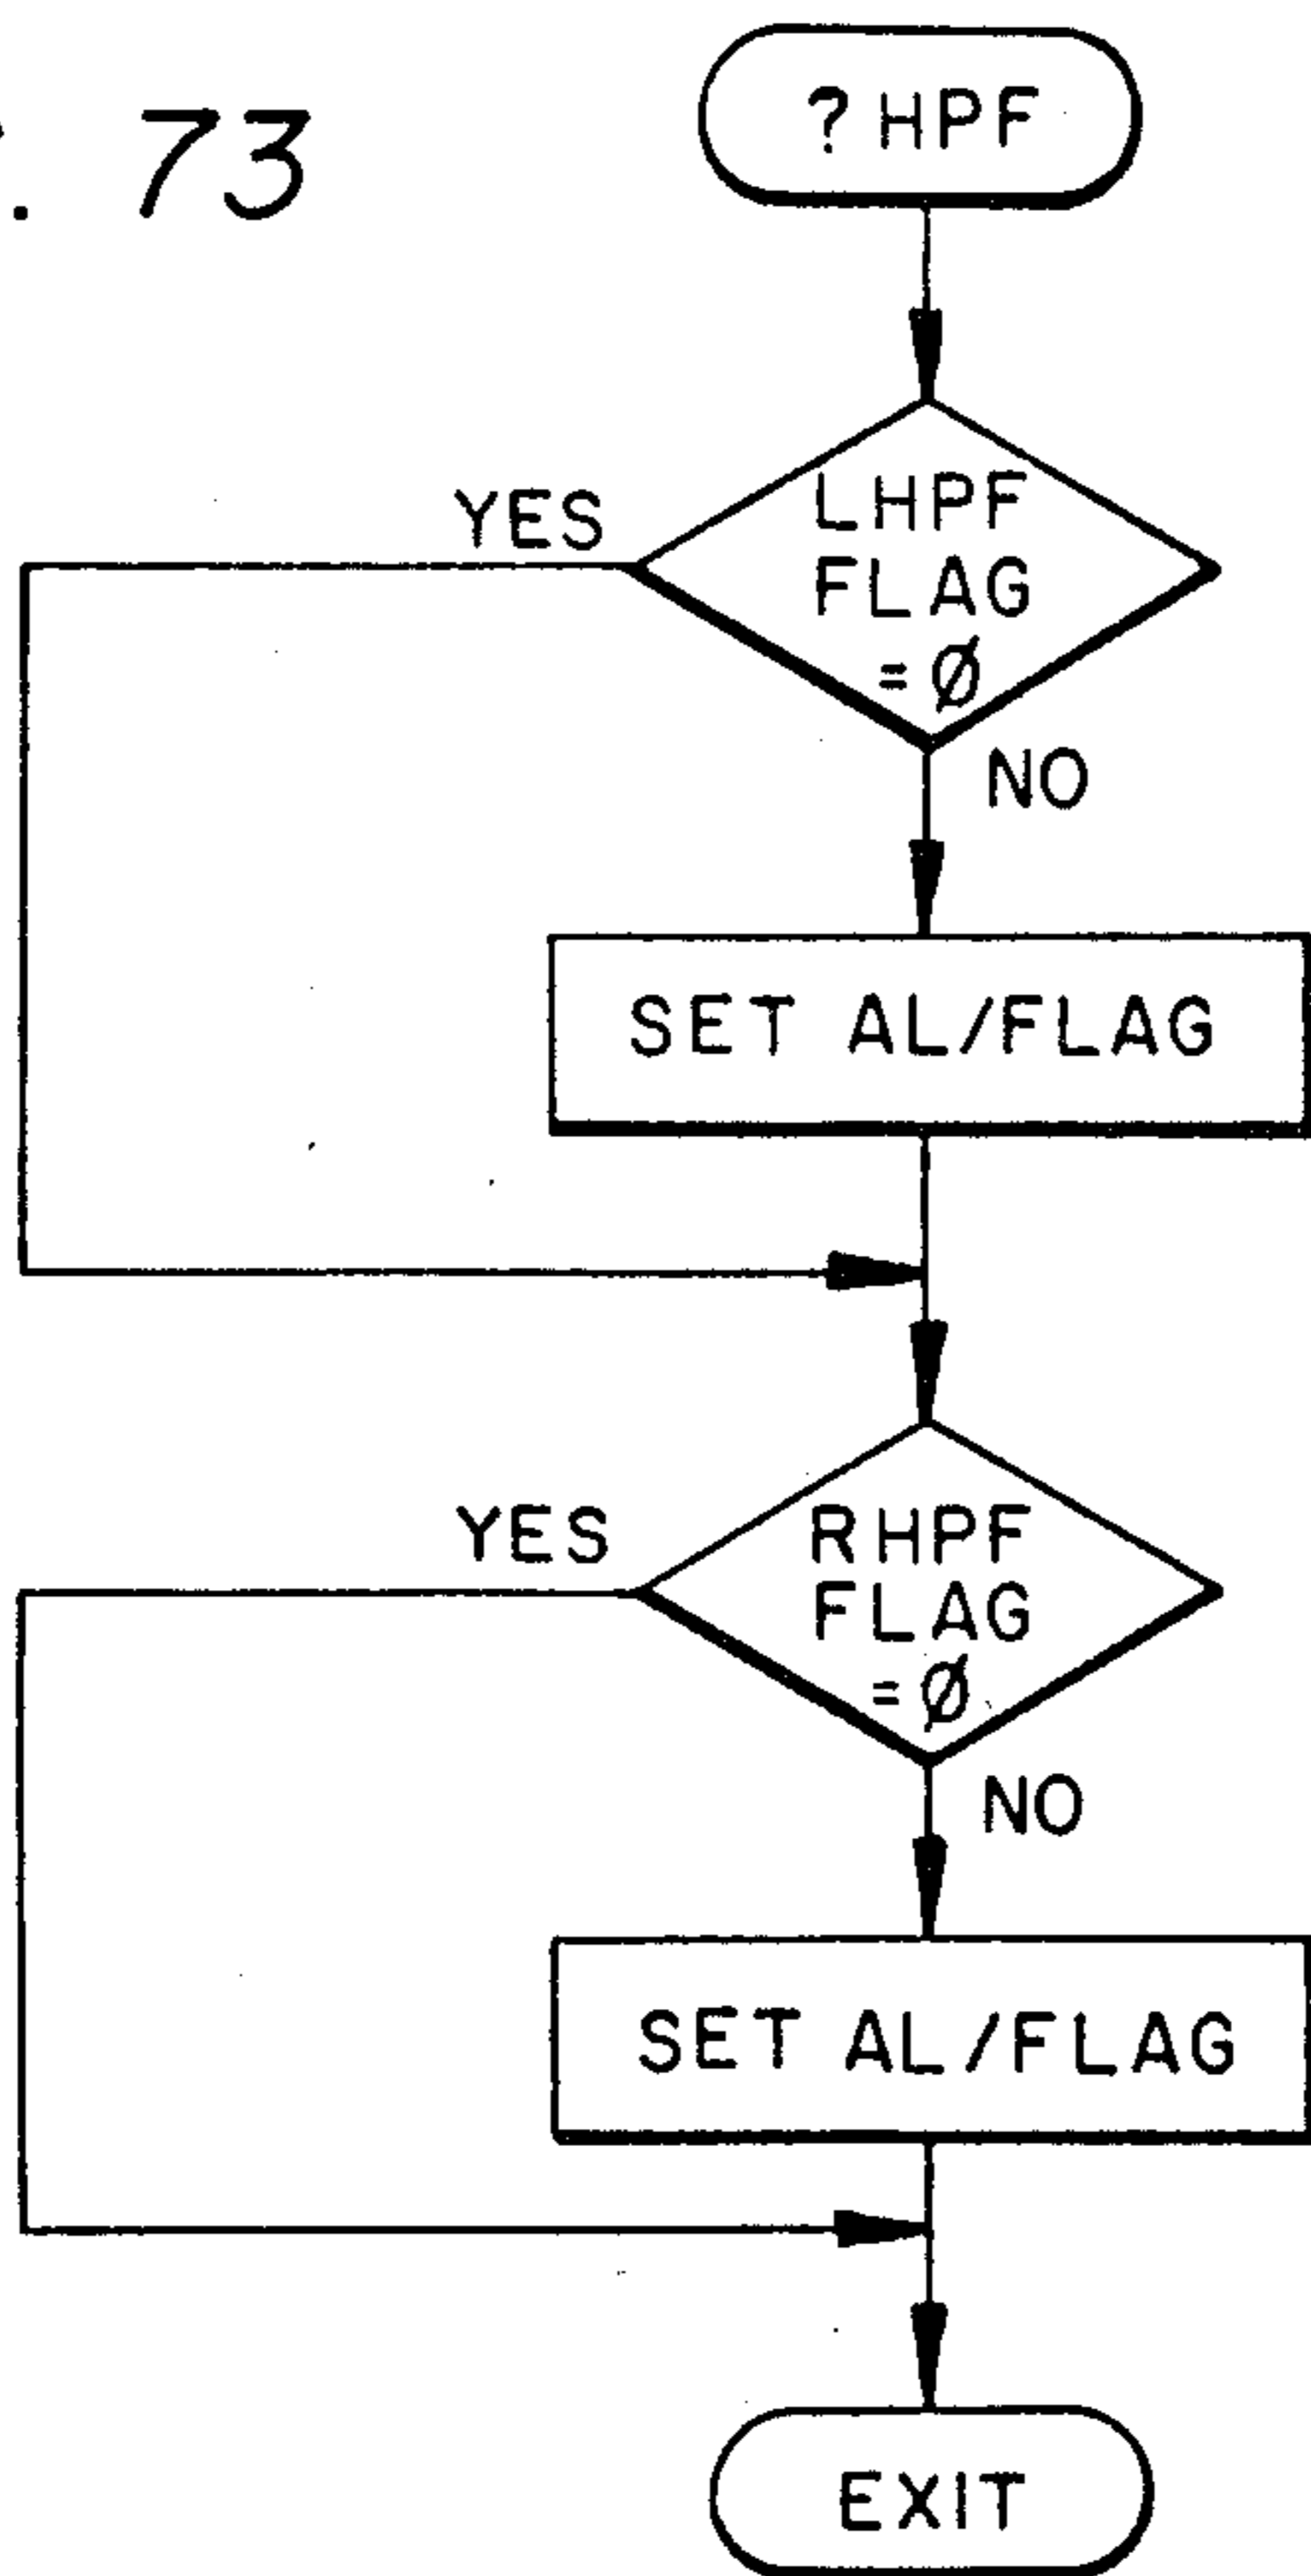 . 73
? HPF
YES
LHPF
FLAG
= Ø
NO
SET AL/FLAG
YES
RHPF
FLAG
= Ø
NO
SET AL/FLAG
EXIT